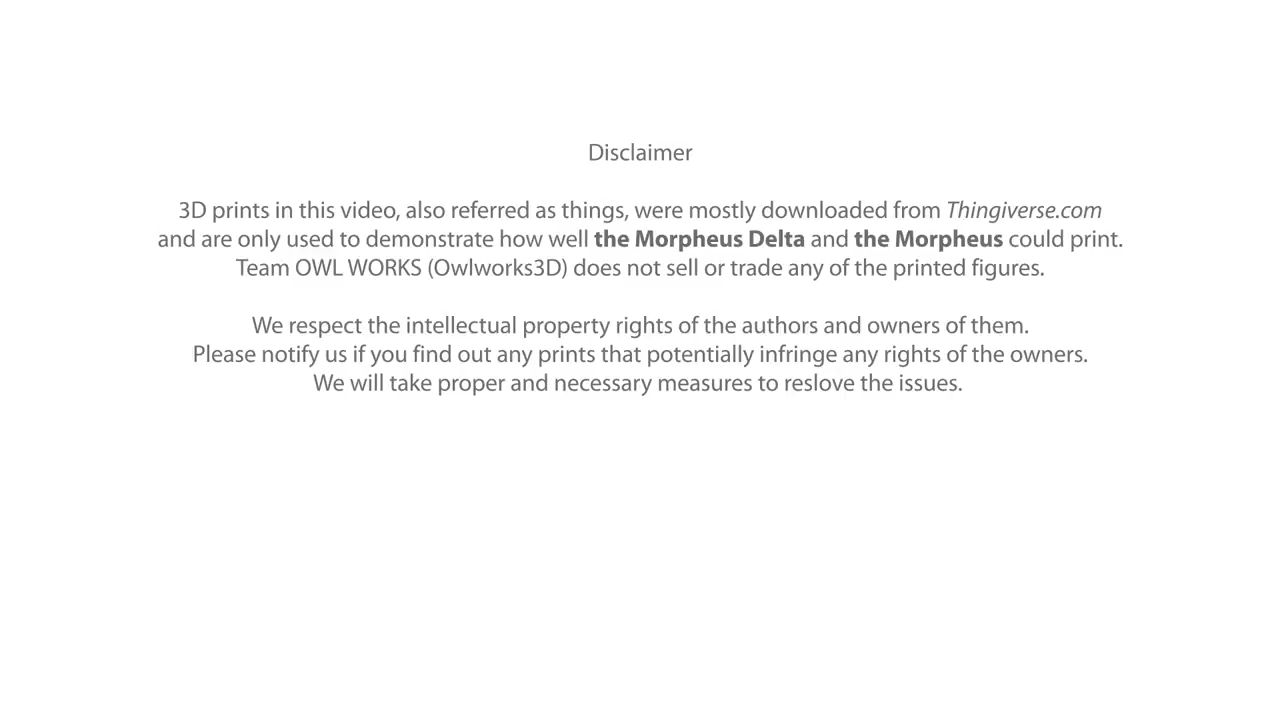 Disclaimer
3D prints in this video, also referred as things, were mostly downloaded from Thingiverse.com
and are only used to demonstrate how well the Morpheus Delta and the Morpheus could print.
Team OWL WORKS (Owlworks3D) does not sell or trade any of the printed figures.
We respect the intellectual property rights of the authors and owners of them.
Please notify us if you find out any prints that potentially infringe any rights of the owners.
We will take proper and necessary measures to reslove the issues.